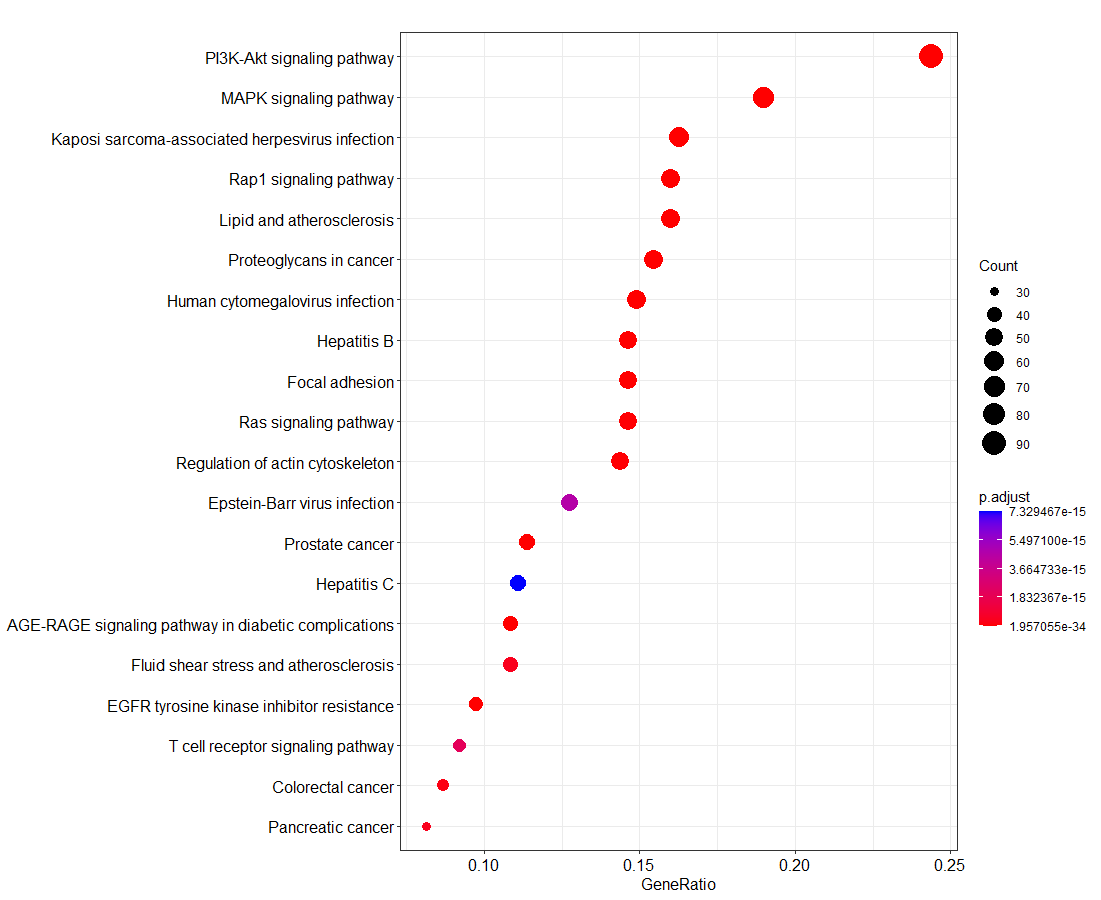 PI3K-Akt signaling pathway
MAPK signaling pathway
Kaposi sarcoma-associated herpesvirus infection
Rap1 signaling pathway
Lipid and atherosclerosis
Proteoglycans in cancer
Human cytomegalovirus infection
Hepatitis B
Focal adhesion
Ras signaling pathway
Regulation of actin cytoskeleton
Epstein-Barr virus infection
Prostate cancer
Hepatitis C
AGE-RAGE signaling pathway in diabetic complications
Fluid shear stress and atherosclerosis
EGFR tyrosine kinase inhibitor resistance
T cell receptor signaling pathway
Colorectal cancer
Pancreatic cancer
0.10 0.15 0.20 0.25
GeneRatio
Count
30
40
50
60
70
80
90
p.adjust
7.329467e-15
5.497100e-15
3.664733e-15
1.832367e-15
1.957055e-34